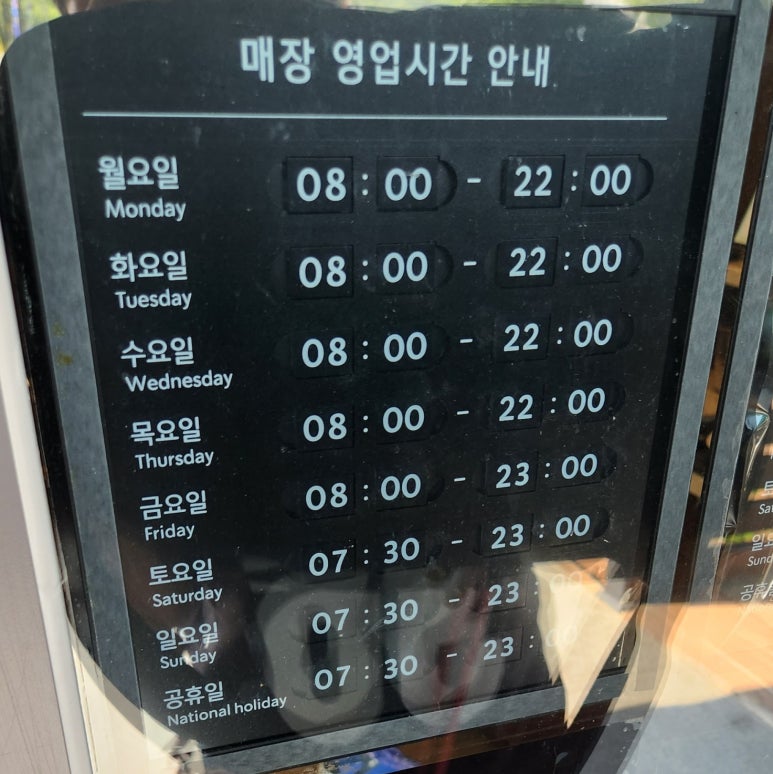 매장 영업시간 안내
월요일 08:00 - 22:00
Monday
화요일 08:00 - 22:00
Tuesday
수요일 08:00 - 22:00
Wednesday
목요일 08:00 - 22:00
Thursday
금요일 08:00 - 23:00
Friday
토요일 07:30 - 23:00
Saturday
일요일 07:30 - 23:00
Sunday
공휴일 07:30 - 23:00
National holiday